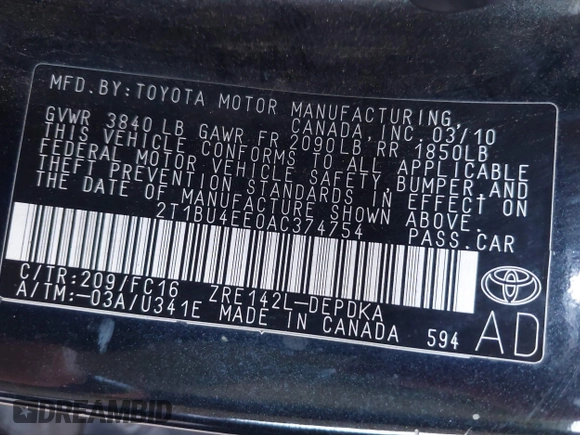 MFD. BY: TOYOTA MOTOR MANUFACTURING,
CANADA, INC. 03/10
GVWR 3840 LB GAWR FR 2090LB RR 1850LB
THIS VEHICLE CONFORMS TO ALL APPLICABLE
FEDERAL MOTOR VEHICLE SAFETY, BUMPER AND
THEFT PREVENTION STANDARDS IN EFFECT ON
THE DATE OF MANUFACTURE SHOWN ABOVE.
2T1BU4EE0AC374754 PASS. CAR
C/TR: 209/FC16 ZRE142L-DEPDKA
A/TM: -03A/U341E MADE IN CANADA 594 AD
DREAMBID